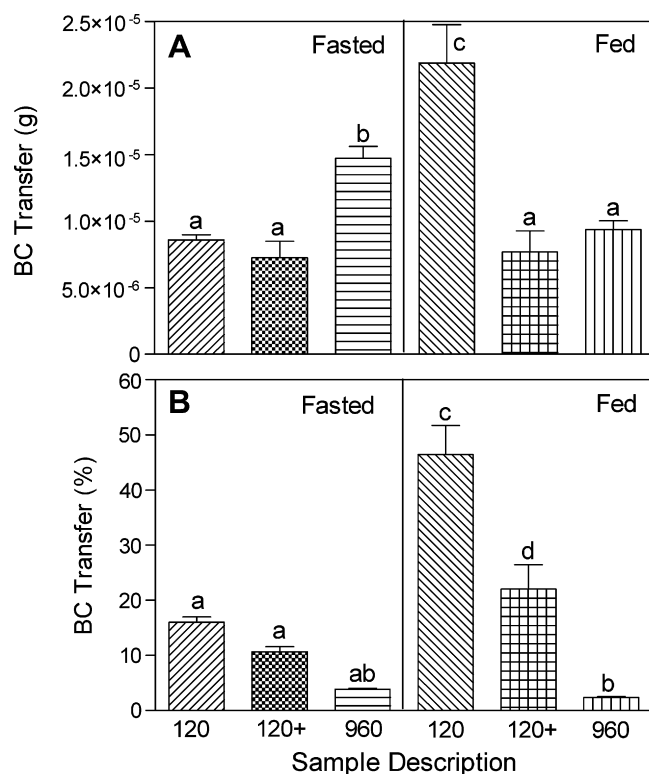 A Fasted Fed
BC Transfer (g)
2.5×10⁻⁵
2.0×10⁻⁵
1.5×10⁻⁵
1.0×10⁻⁵
5.0×10⁻⁶
0
a a b c a a
B Fasted Fed
BC Transfer (%)
60
50
40
30
20
10
0
a a ab c d b
120 120+ 960 120 120+ 960
Sample Description